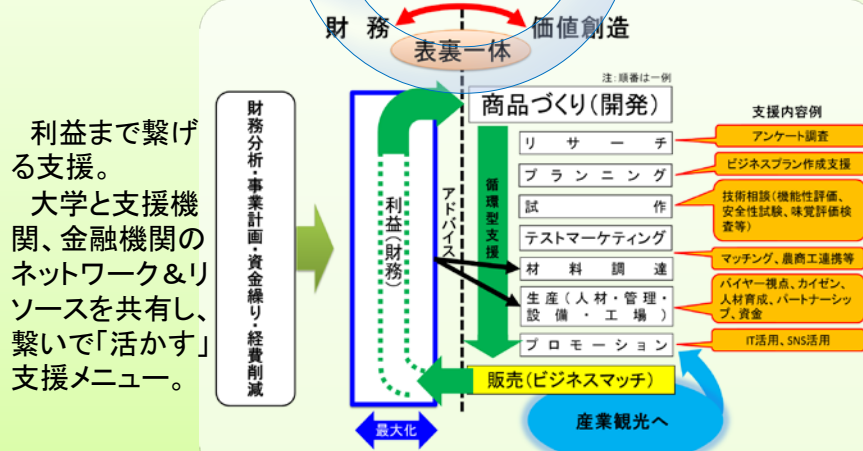 財　務
価値創造
表裏一体
注：順番は一例
利益まで繋げ
る支援。
大学と支援機
関、金融機関の
ネットワーク＆リ
ソースを共有し、
繋いで「活かす」
支援メニュー。
財務分析・事業計画・資金繰り・経費削減
利益（財務）
最大化
アドバイス
循環型支援
商品づくり（開発）
リサーチ
プランニング
試作
テストマーケティング
材料調達
生産（人材・管理・
設備・工場）
プロモーション
販売（ビジネスマッチ）
産業観光へ
支援内容例
アンケート調査
ビジネスプラン作成支援
技術相談（機能性評価、
安全性試験、味覚評価検
査等）
マッチング、農商工連携等
バイヤー視点、カイゼン、
人材育成、パートナーシッ
プ、資金
IT活用、SNS活用